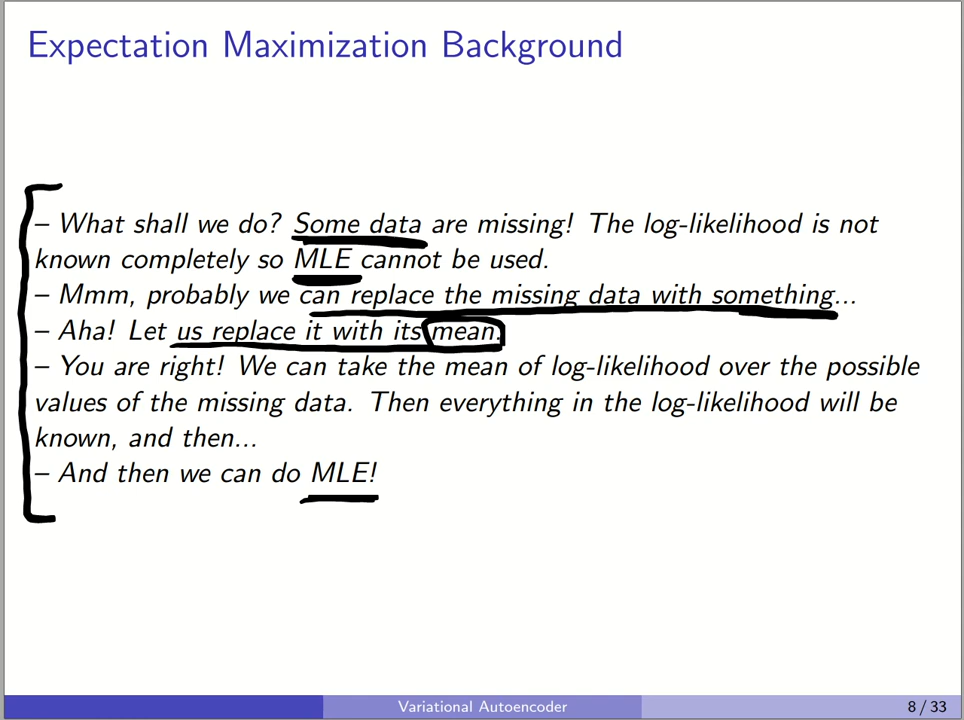 Expectation Maximization Background
– What shall we do? Some data are missing! The log-likelihood is not
known completely so MLE cannot be used.
– Mmm, probably we can replace the missing data with something...
– Aha! Let us replace it with its mean.
– You are right! We can take the mean of log-likelihood over the possible
values of the missing data. Then everything in the log-likelihood will be
known, and then...
– And then we can do MLE!
Variational Autoencoder
8 / 33